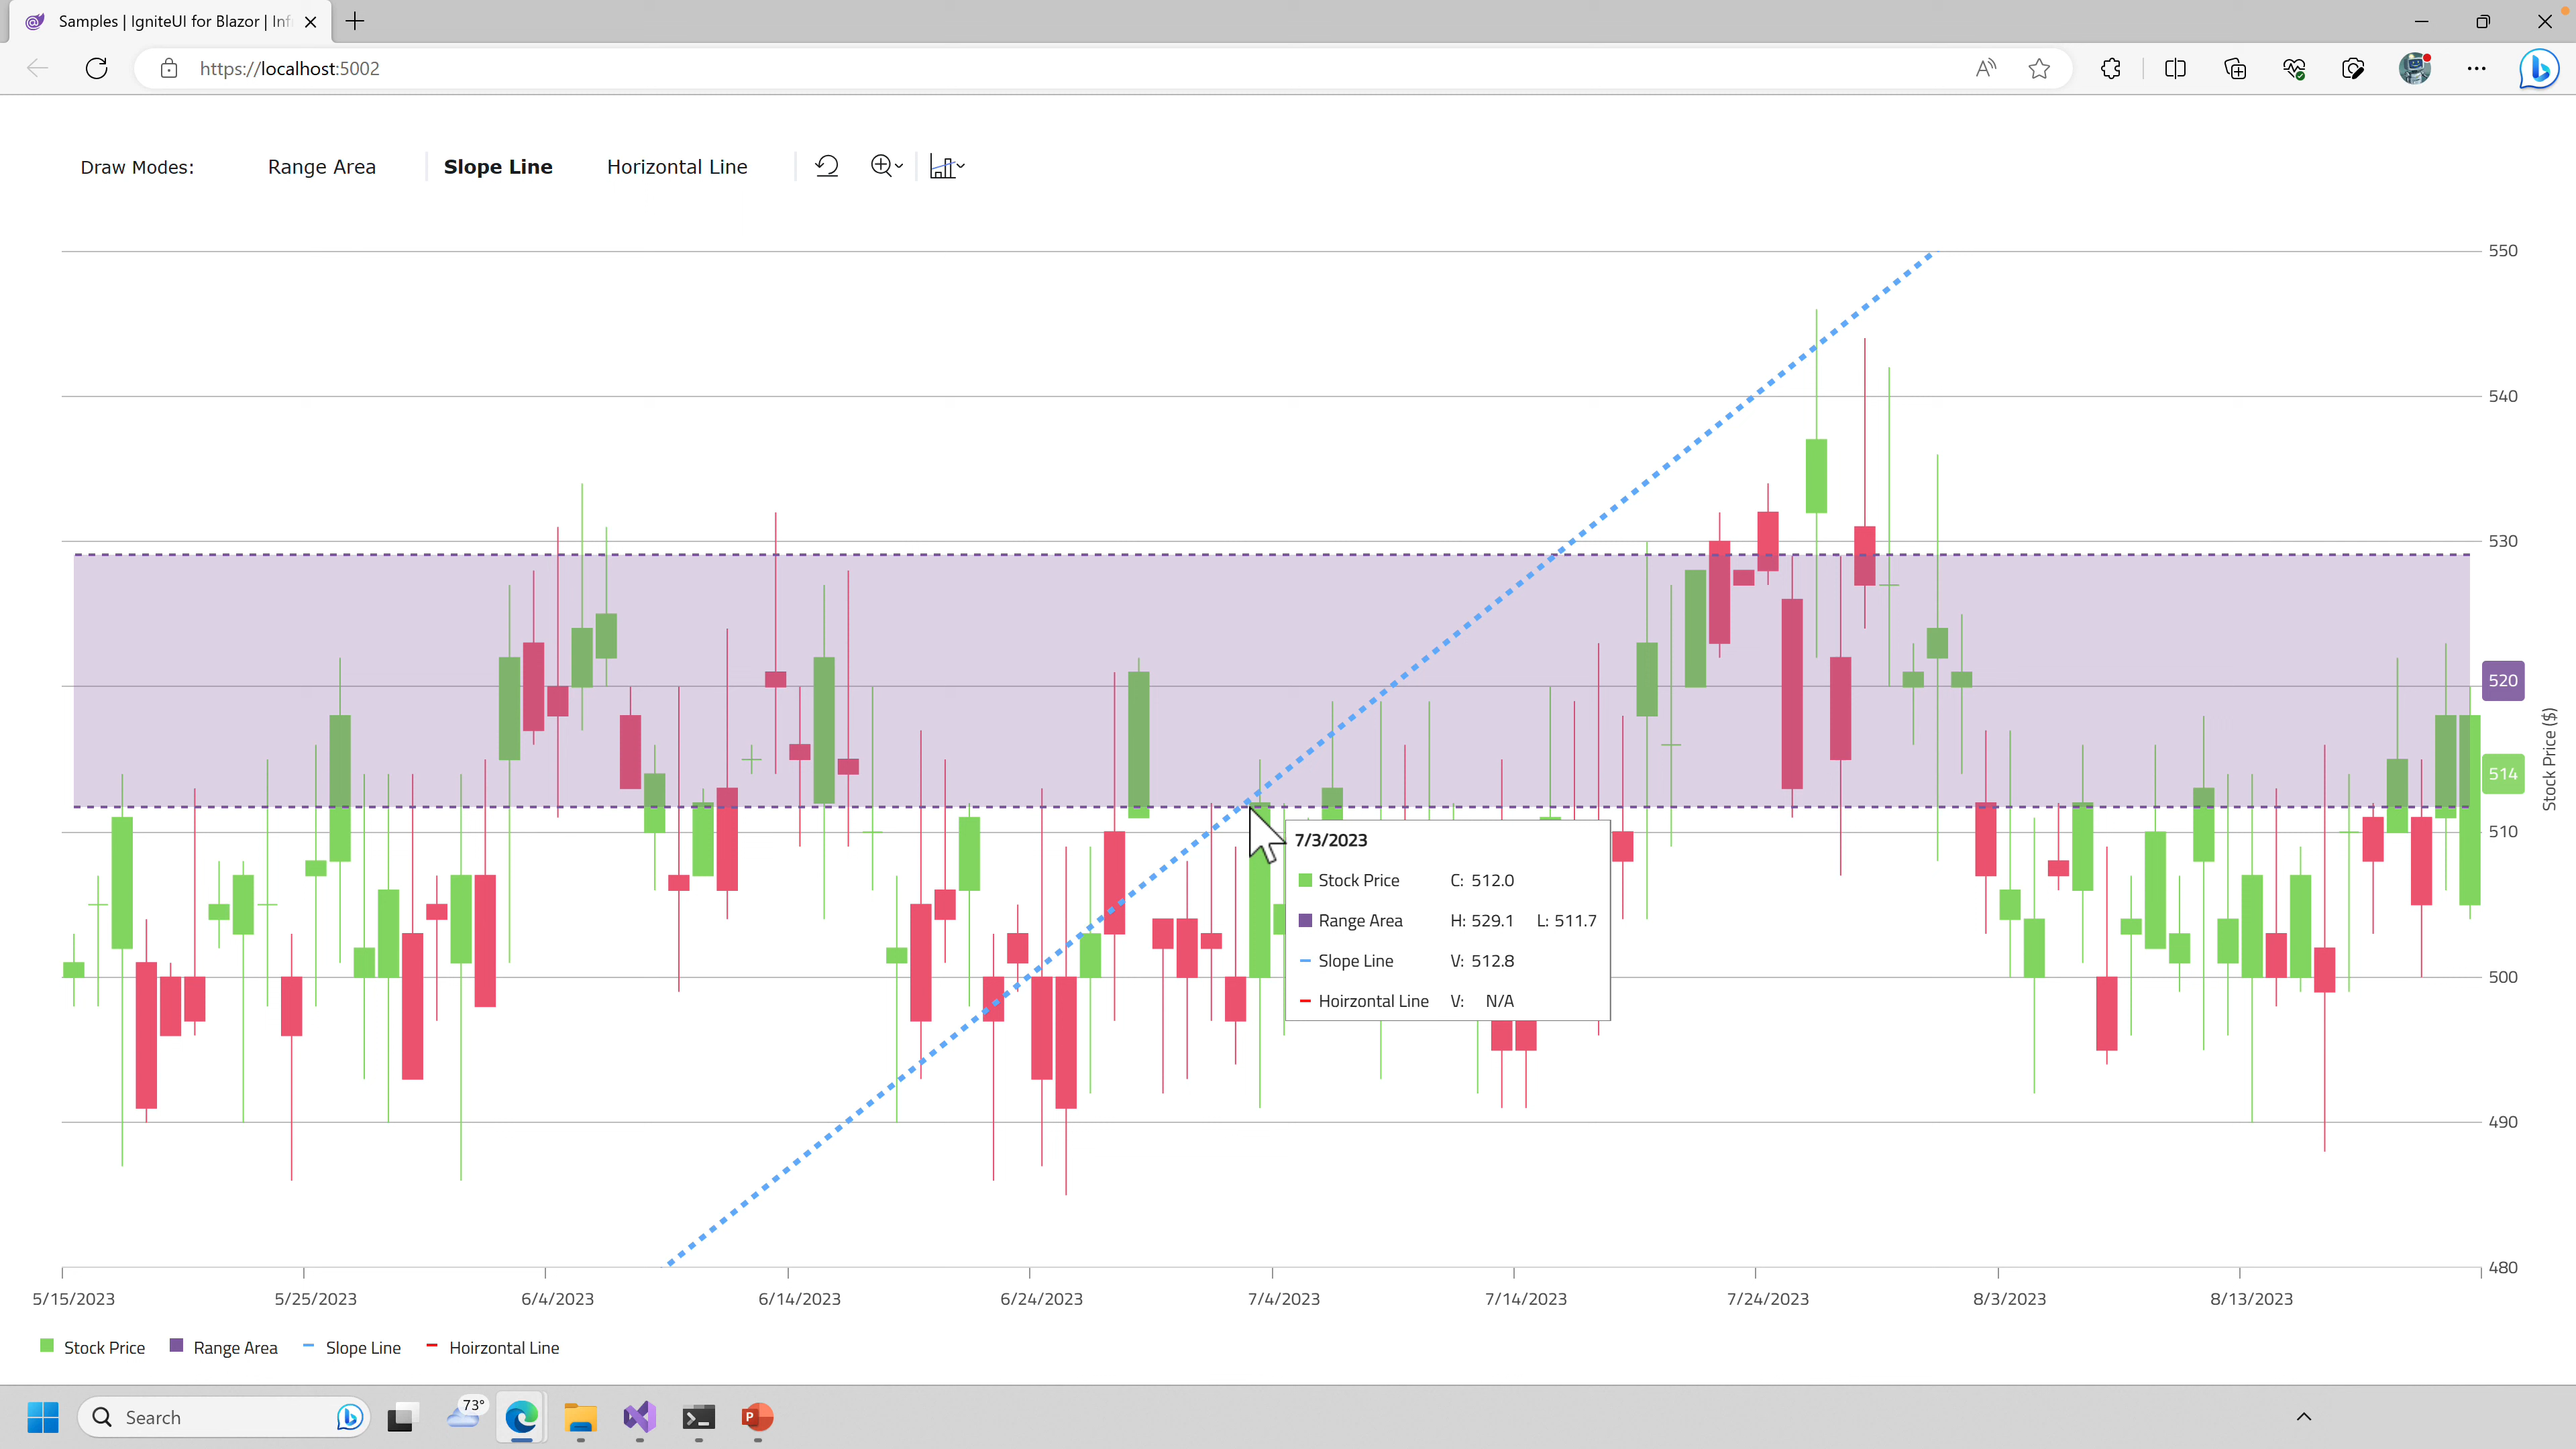 Samples | IgniteUI for Blazor | Inf
https://localhost:5002
Draw Modes: Range Area Slope Line Horizontal Line
550
540
530
520
514
510
500
490
480
Stock Price ($)
7/3/2023
Stock Price C: 512.0
Range Area H: 529.1 L: 511.7
Slope Line V: 512.8
Hoirzontal Line V: N/A
5/15/2023 5/25/2023 6/4/2023 6/14/2023 6/24/2023 7/4/2023 7/14/2023 7/24/2023 8/3/2023 8/13/2023
Stock Price Range Area Slope Line Hoirzontal Line
Search 73°